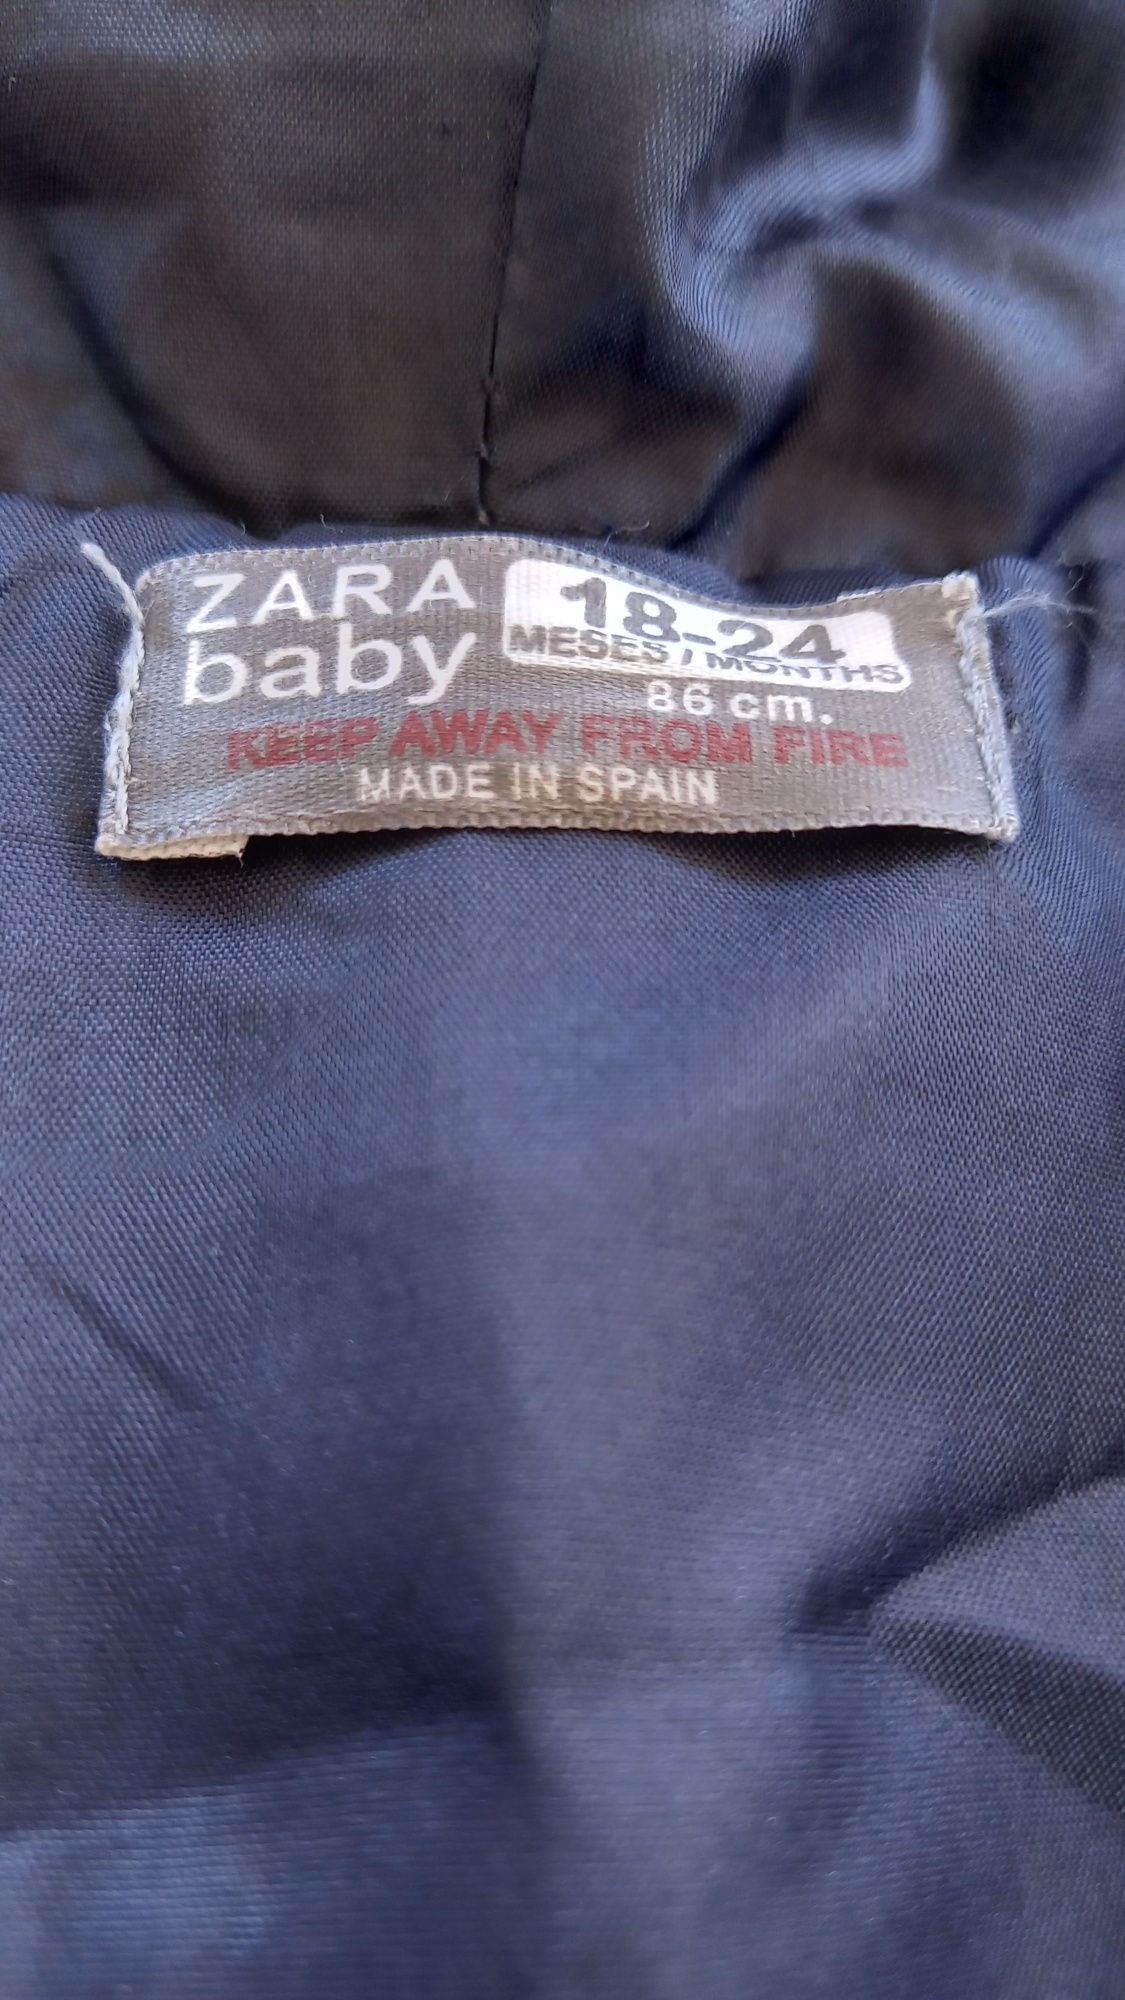 ZARA
baby
18-24
MESES / MONTHS
86 cm.
KEEP AWAY FROM FIRE
MADE IN SPAIN